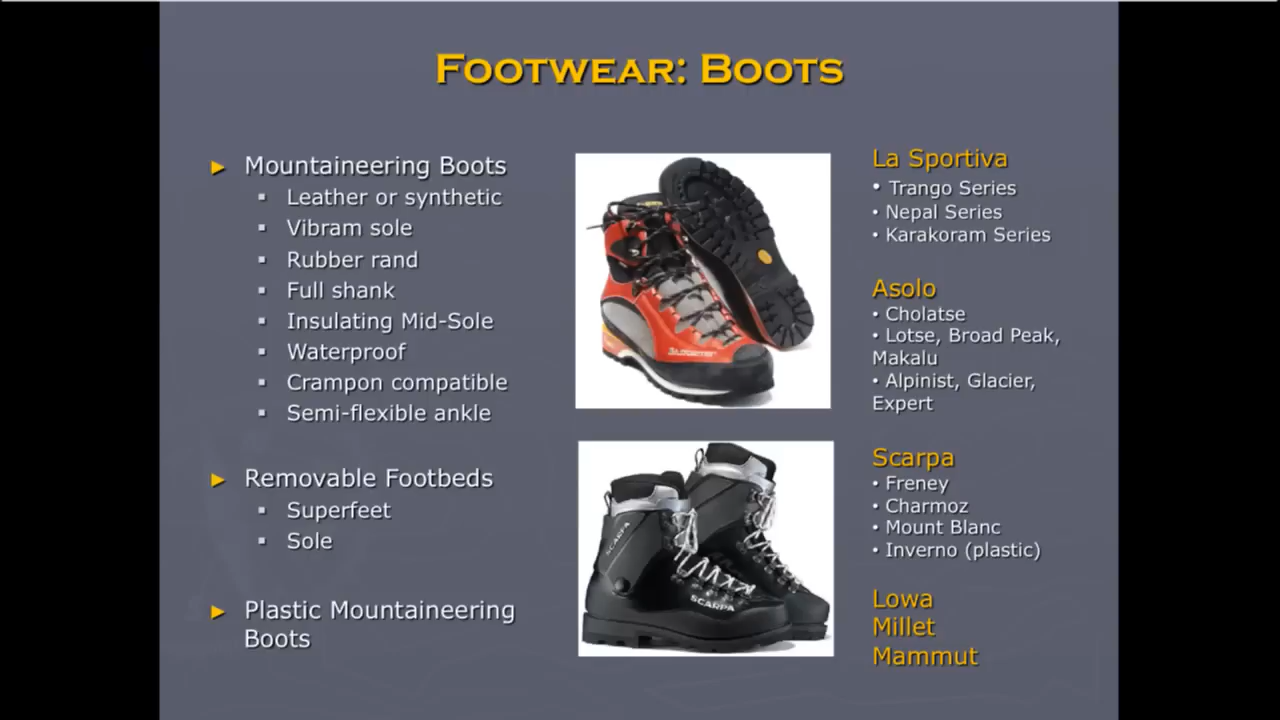 FOOTWEAR: BOOTS
► Mountaineering Boots
▪ Leather or synthetic
▪ Vibram sole
▪ Rubber rand
▪ Full shank
▪ Insulating Mid-Sole
▪ Waterproof
▪ Crampon compatible
▪ Semi-flexible ankle
► Removable Footbeds
▪ Superfeet
▪ Sole
► Plastic Mountaineering
Boots
SCARPA
SCARPA
La Sportiva
• Trango Series
• Nepal Series
• Karakoram Series
Asolo
• Cholatse
• Lotse, Broad Peak,
Makalu
• Alpinist, Glacier,
Expert
Scarpa
• Freney
• Charmoz
• Mount Blanc
• Inverno (plastic)
Lowa
Millet
Mammut